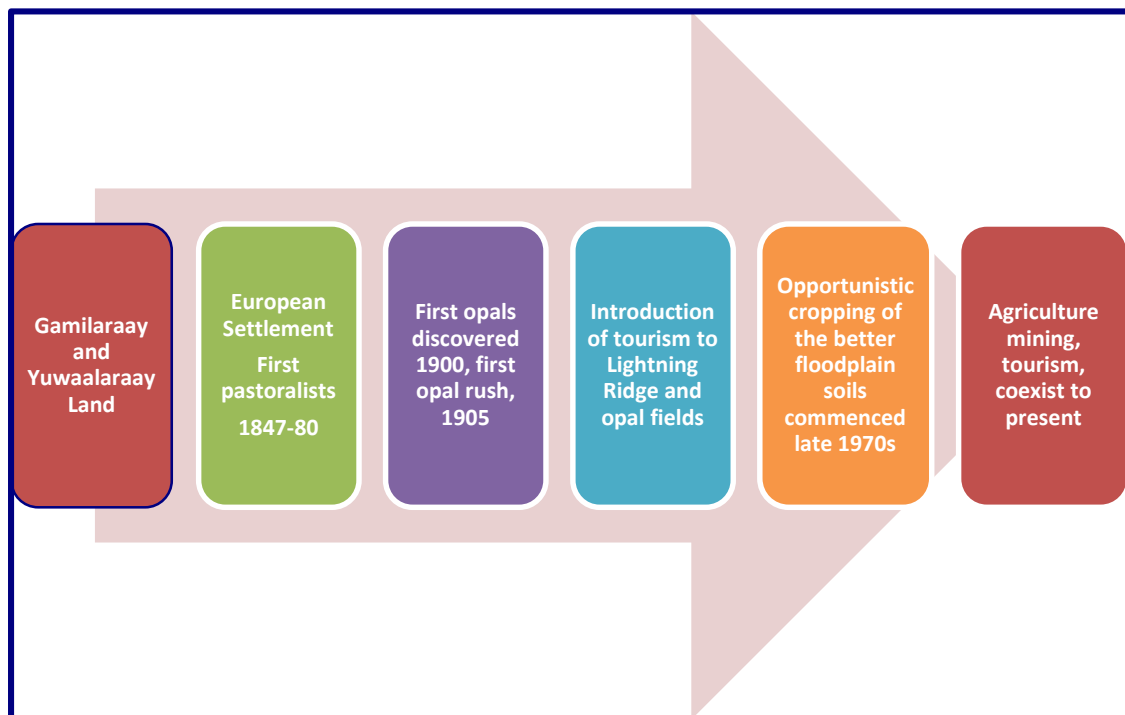 Gamilaraay
and
Yuwaalaraay
Land
European
Settlement
First
pastoralists
1847-80
First opals
discovered
1900, first
opal rush,
1905
Introduction
of tourism to
Lightning
Ridge and
opal fields
Opportunistic
cropping of
the better
floodplain
soils
commenced
late 1970s
Agriculture
mining,
tourism,
coexist to
present